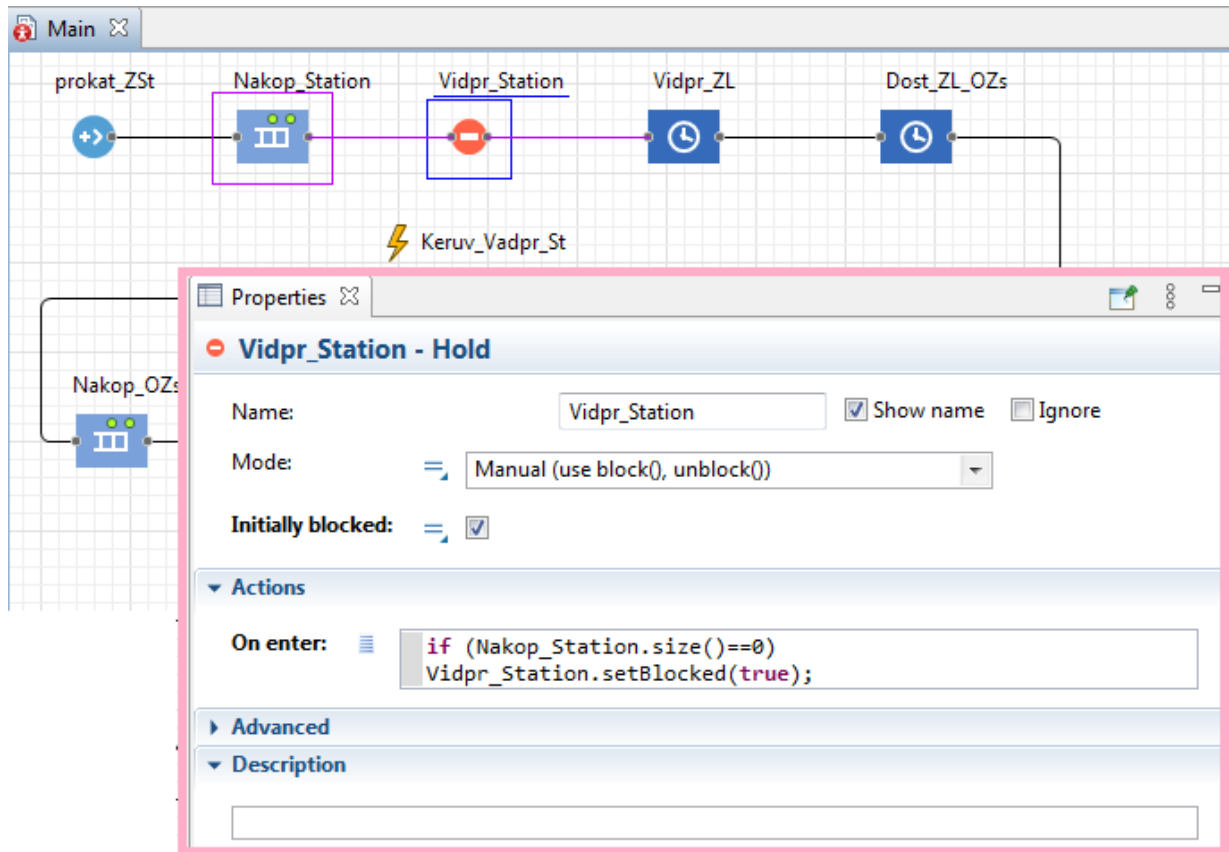 Main
prokat_ZSt
Nakop_Station
Vidpr_Station
Vidpr_ZL
Dost_ZL_OZs
Keruv_Vadpr_St
Nakop_OZs
Properties
Vidpr_Station - Hold
Name:
Vidpr_Station
Show name
Ignore
Mode:
Manual (use block(), unblock())
Initially blocked:
Actions
On enter:
if (Nakop_Station.size()==0)
Vidpr_Station.setBlocked(true);
Advanced
Description